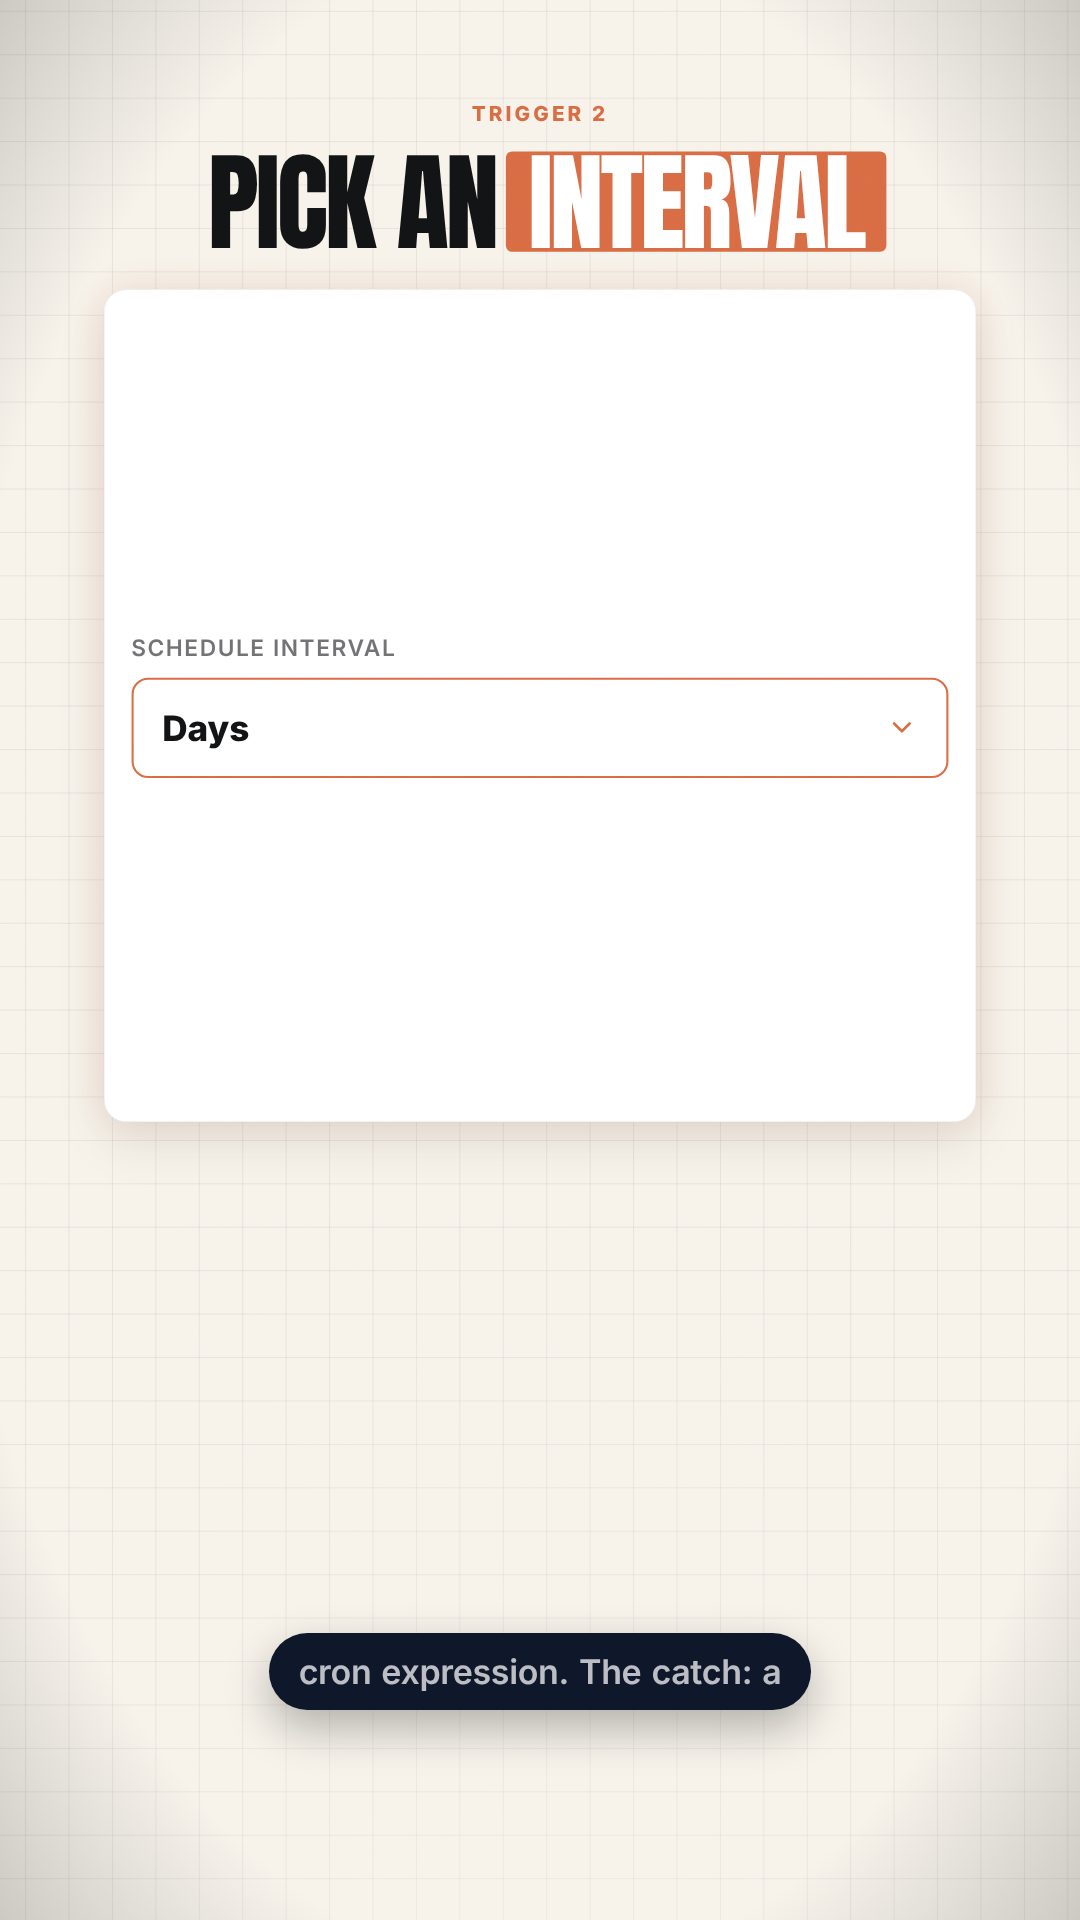 TRIGGER 2
PICK AN INTERVAL
SCHEDULE INTERVAL
Days
cron expression. The catch: a